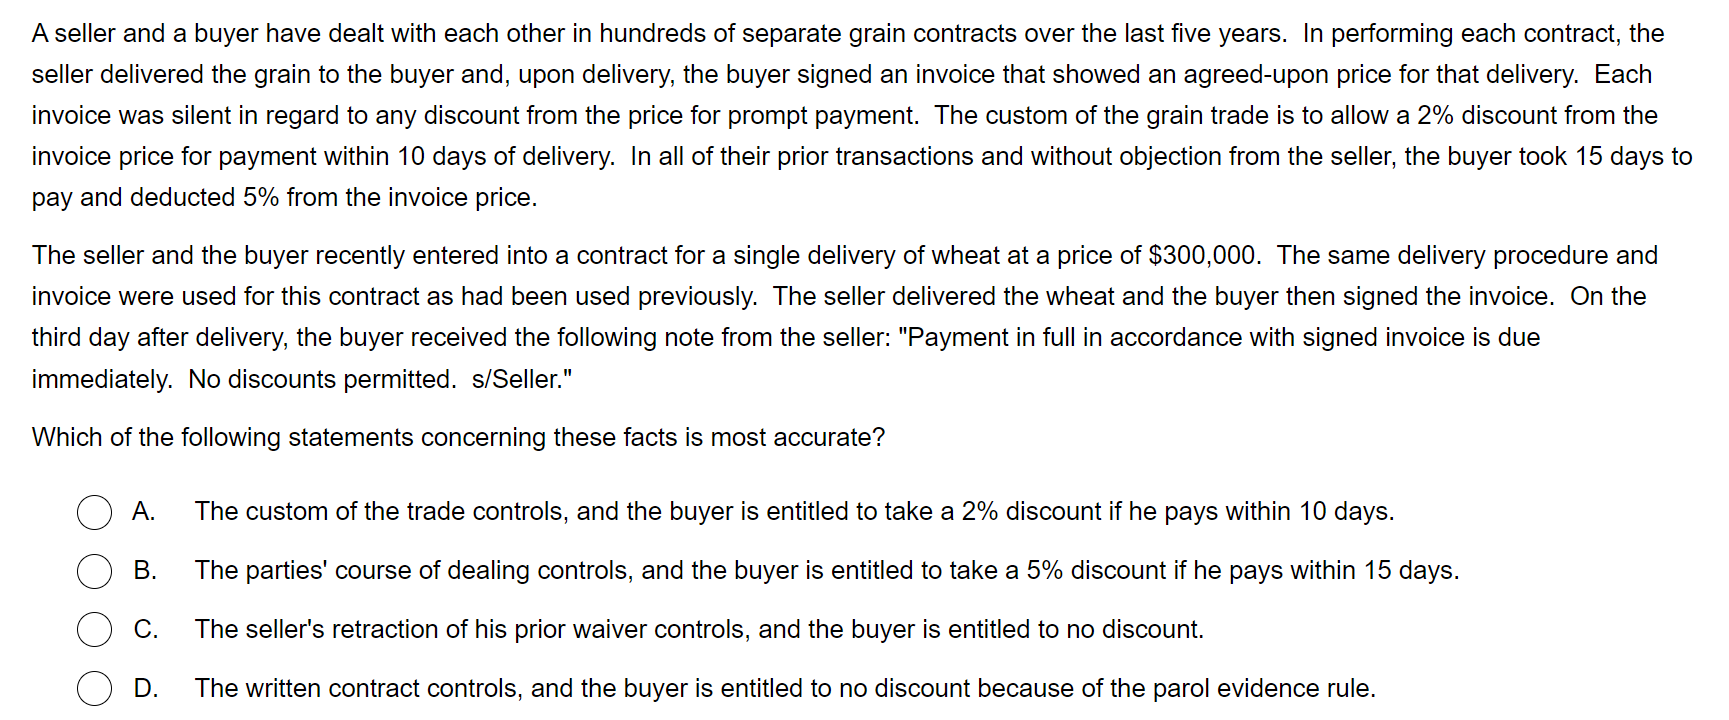 A seller and a buyer have dealt with each other in hundreds of separate grain contracts over the last five years.  In performing each contract, the
seller delivered the grain to the buyer and, upon delivery, the buyer signed an invoice that showed an agreed-upon price for that delivery.  Each
invoice was silent in regard to any discount from the price for prompt payment.  The custom of the grain trade is to allow a 2% discount from the
invoice price for payment within 10 days of delivery.  In all of their prior transactions and without objection from the seller, the buyer took 15 days to
pay and deducted 5% from the invoice price.
The seller and the buyer recently entered into a contract for a single delivery of wheat at a price of $300,000.  The same delivery procedure and
invoice were used for this contract as had been used previously.  The seller delivered the wheat and the buyer then signed the invoice.  On the
third day after delivery, the buyer received the following note from the seller: "Payment in full in accordance with signed invoice is due
immediately.  No discounts permitted.  s/Seller."
Which of the following statements concerning these facts is most accurate?
A. The custom of the trade controls, and the buyer is entitled to take a 2% discount if he pays within 10 days.
B. The parties' course of dealing controls, and the buyer is entitled to take a 5% discount if he pays within 15 days.
C. The seller's retraction of his prior waiver controls, and the buyer is entitled to no discount.
D. The written contract controls, and the buyer is entitled to no discount because of the parol evidence rule.